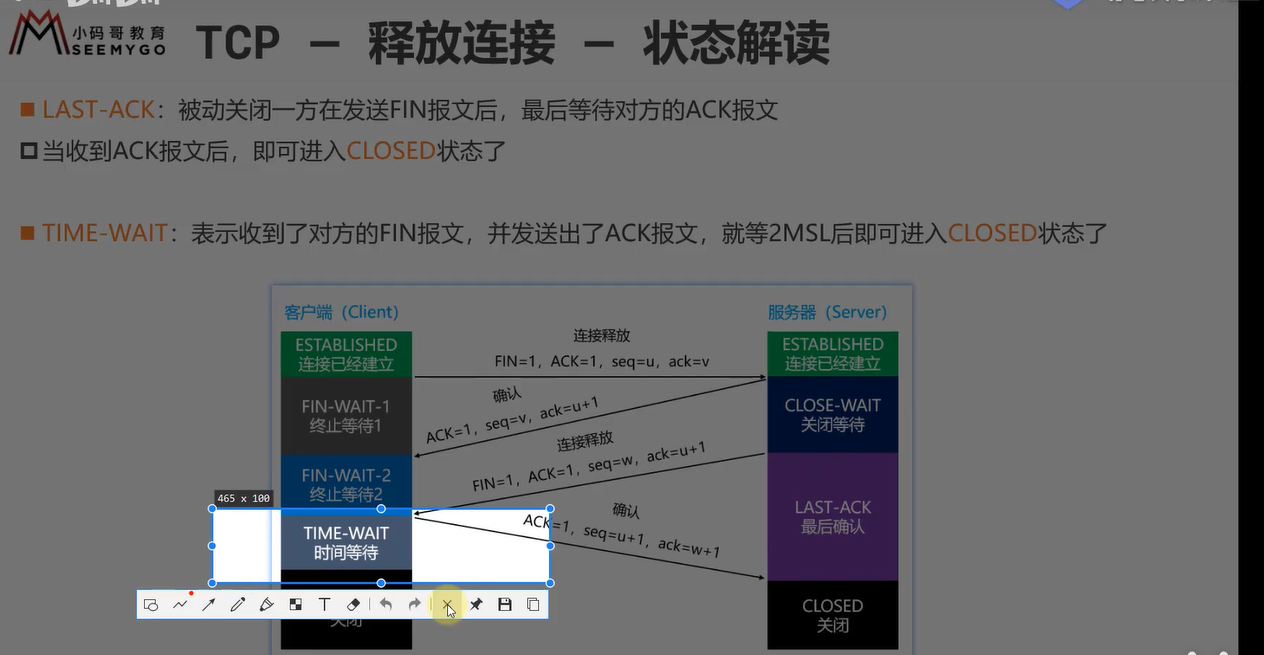 小码哥教育
SEEMYGO
TCP – 释放连接 – 状态解读
LAST-ACK：被动关闭一方在发送FIN报文后，最后等待对方的ACK报文
当收到ACK报文后，即可进入CLOSED状态了
TIME-WAIT：表示收到了对方的FIN报文，并发送出了ACK报文，就等2MSL后即可进入CLOSED状态了
客户端（Client）
服务器（Server）
连接释放
ESTABLISHED
连接已经建立
FIN=1，ACK=1，seq=u，ack=v
ESTABLISHED
连接已经建立
确认
ACK=1，seq=v，ack=u+1
FIN-WAIT-1
终止等待1
CLOSE-WAIT
关闭等待
连接释放
FIN=1，ACK=1，seq=w，ack=u+1
FIN-WAIT-2
终止等待2
465 x 100
确认
ACK=1，seq=u+1，ack=w+1
LAST-ACK
最后确认
TIME-WAIT
时间等待
关闭
CLOSED
关闭